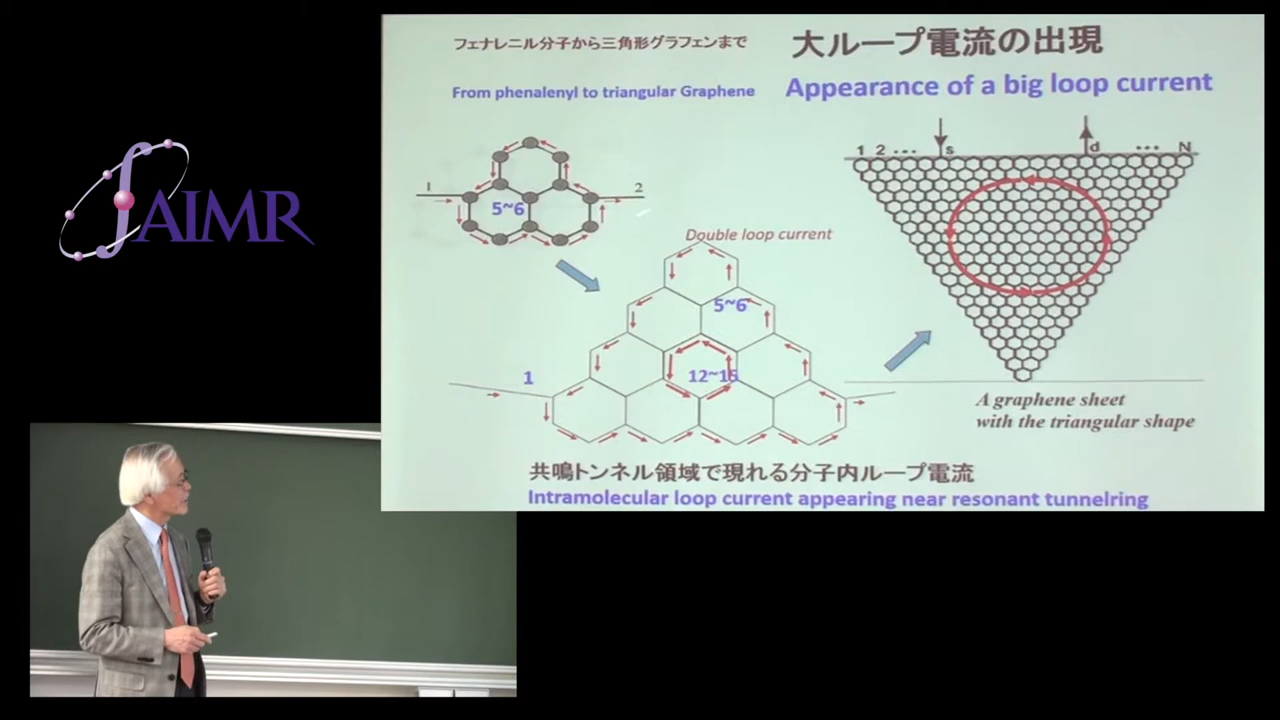 フェナレニル分子から三角形グラフェンまで
大ループ電流の出現
From phenalenyl to triangular Graphene
Appearance of a big loop current
1 2 ••• s d ••• N
1 2
5~6
AIMR
Double loop current
5~6
12~15
1
A graphene sheet
with the triangular shape
共鳴トンネル領域で現れる分子内ループ電流
Intramolecular loop current appearing near resonant tunnelring